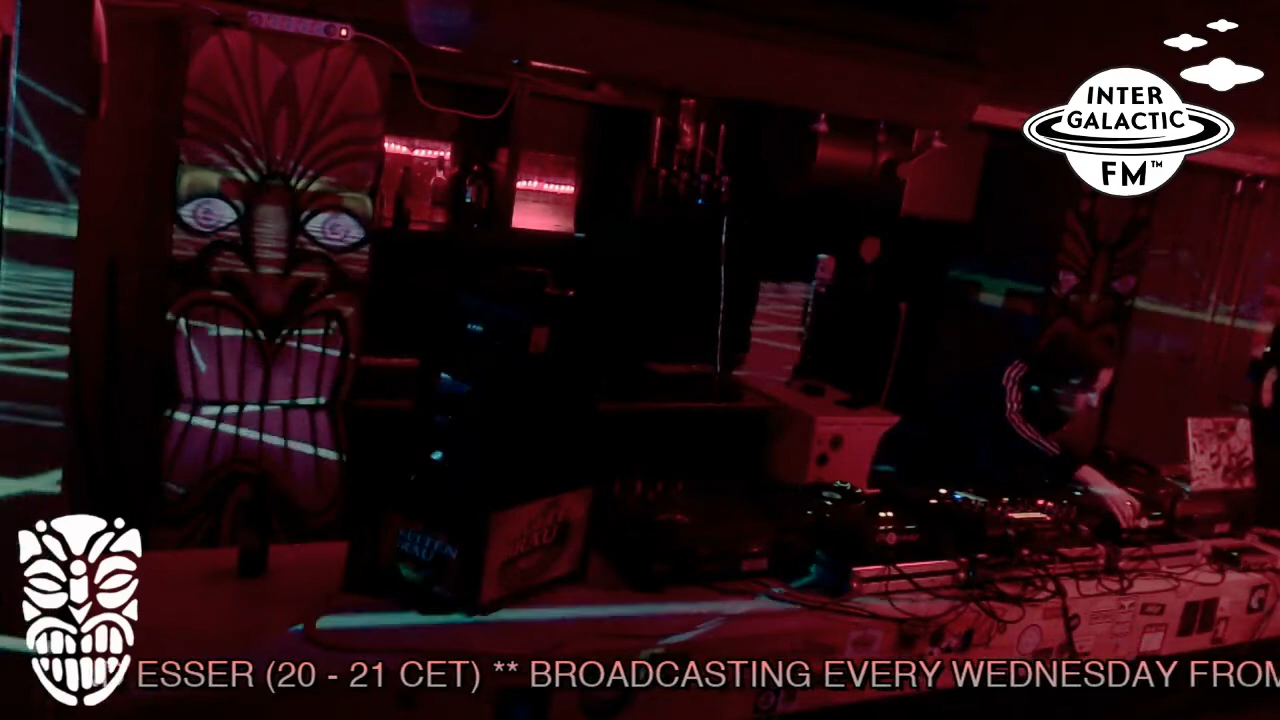 INTER
GALACTIC
FM™
ESSER (20 - 21 CET) ** BROADCASTING EVERY WEDNESDAY FROM